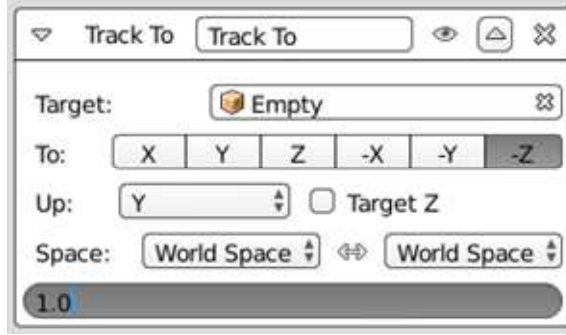 Track To Track To
Target: Empty
To: X Y Z -X -Y -Z
Up: Y Target Z
Space: World Space World Space
1.0